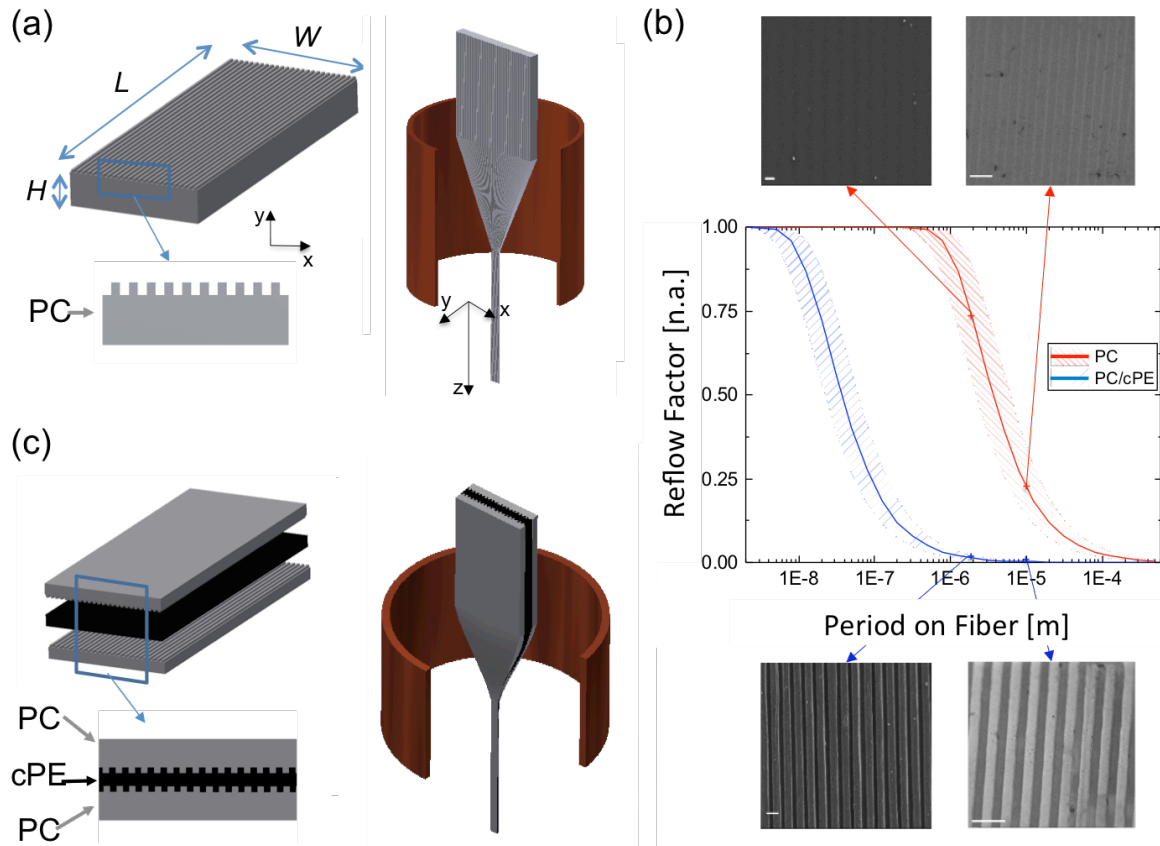 (a)
W
L
H
y
x
PC
y
x
z
(b)
1.00
0.75
0.50
0.25
0.00
Reflow Factor [n.a.]
PC
PC/cPE
1E-8 1E-7 1E-6 1E-5 1E-4
Period on Fiber [m]
(c)
PC
cPE
PC